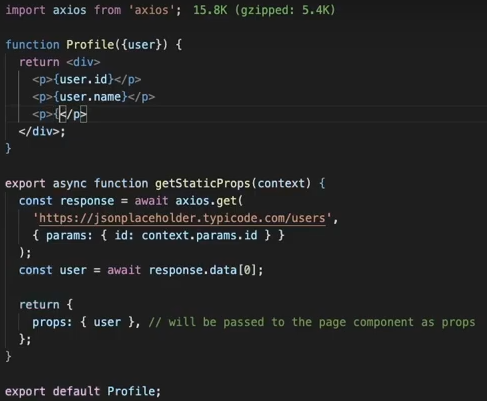 import axios from 'axios'; 15.8K (gzipped: 5.4K)
function Profile({user}) {
return <div>
<p>{user.id}</p>
<p>{user.name}</p>
<p>{</p>
</div>;
}
export async function getStaticProps(context) {
const response = await axios.get(
'https://jsonplaceholder.typicode.com/users',
{ params: { id: context.params.id } }
);
const user = await response.data[0];
return {
props: { user }, // will be passed to the page component as props
};
}
export default Profile;